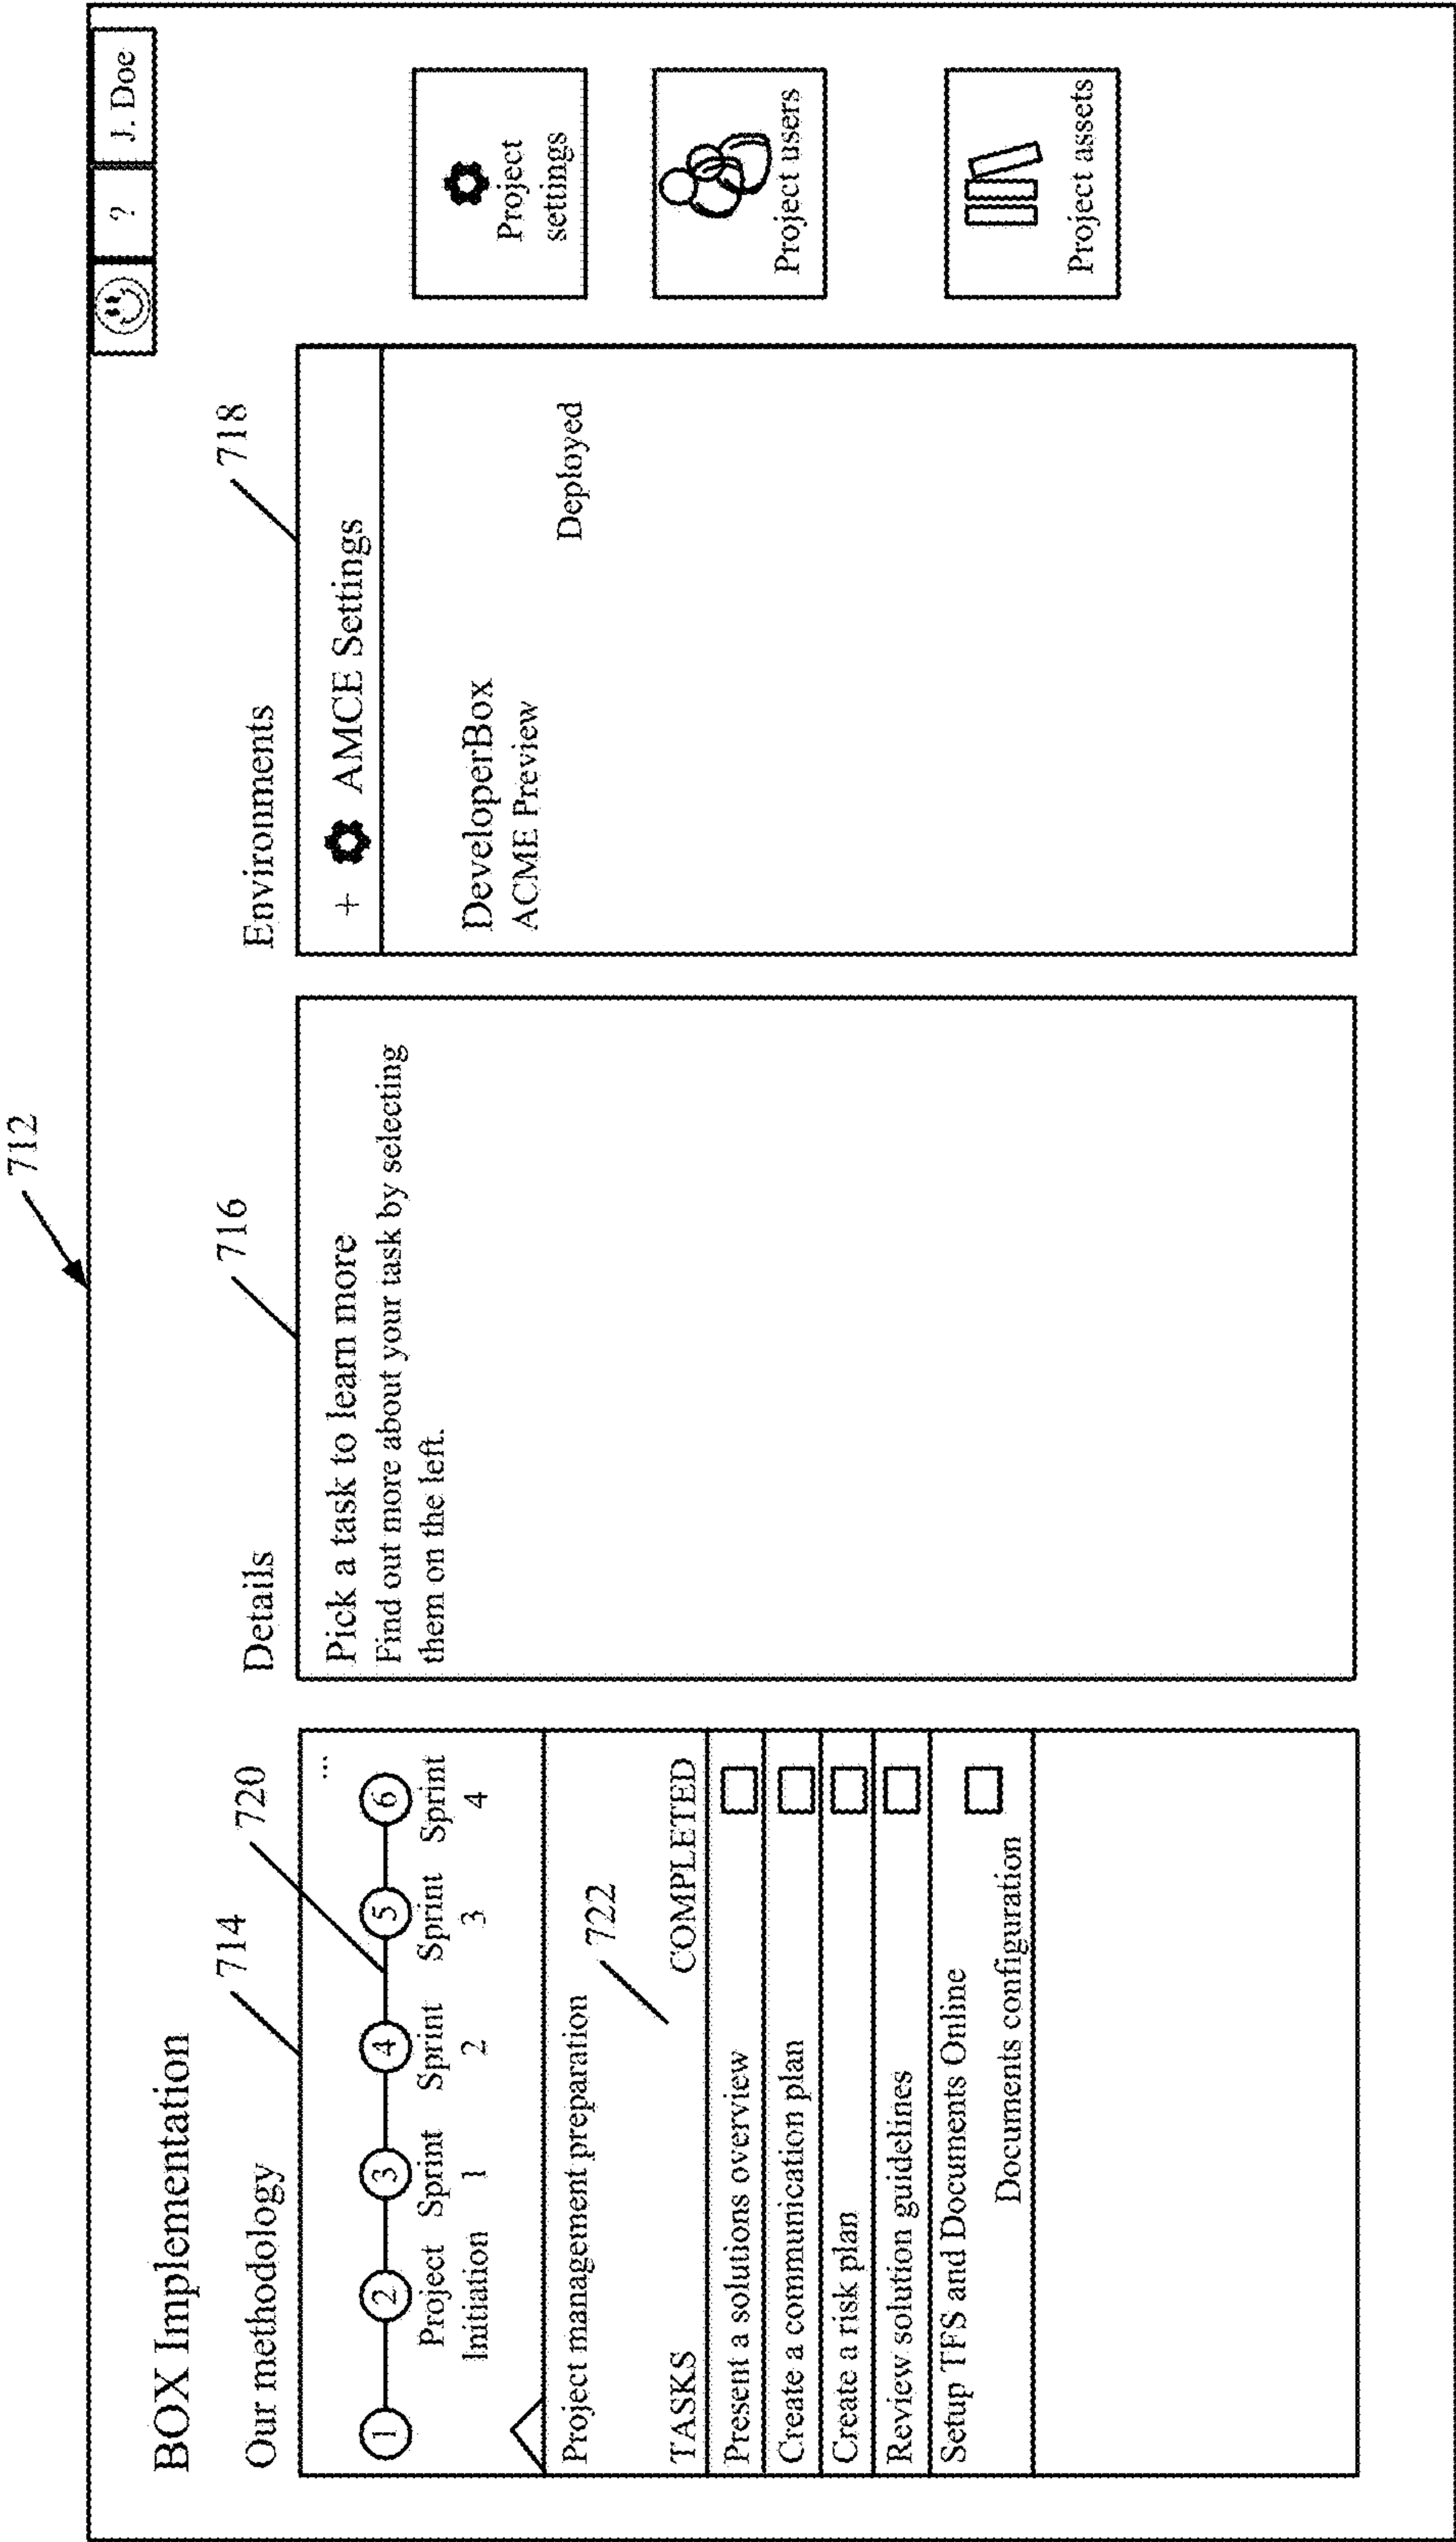 712
J. Doe
?
BOX Implementation
Our methodology
714
720
...
1 2 3 4 5 6
Project Sprint Sprint Sprint Sprint
Initiation 1 2 3 4
Project management preparation
722
TASKS COMPLETED
Present a solutions overview
Create a communication plan
Create a risk plan
Review solution guidelines
Setup TFS and Documents Online
Documents configuration
Details
716
Pick a task to learn more
Find out more about your task by selecting
them on the left.
Environments
718
+ AMCE Settings
DeveloperBox
ACME Preview
Deployed
Project
settings
Project users
Project assets